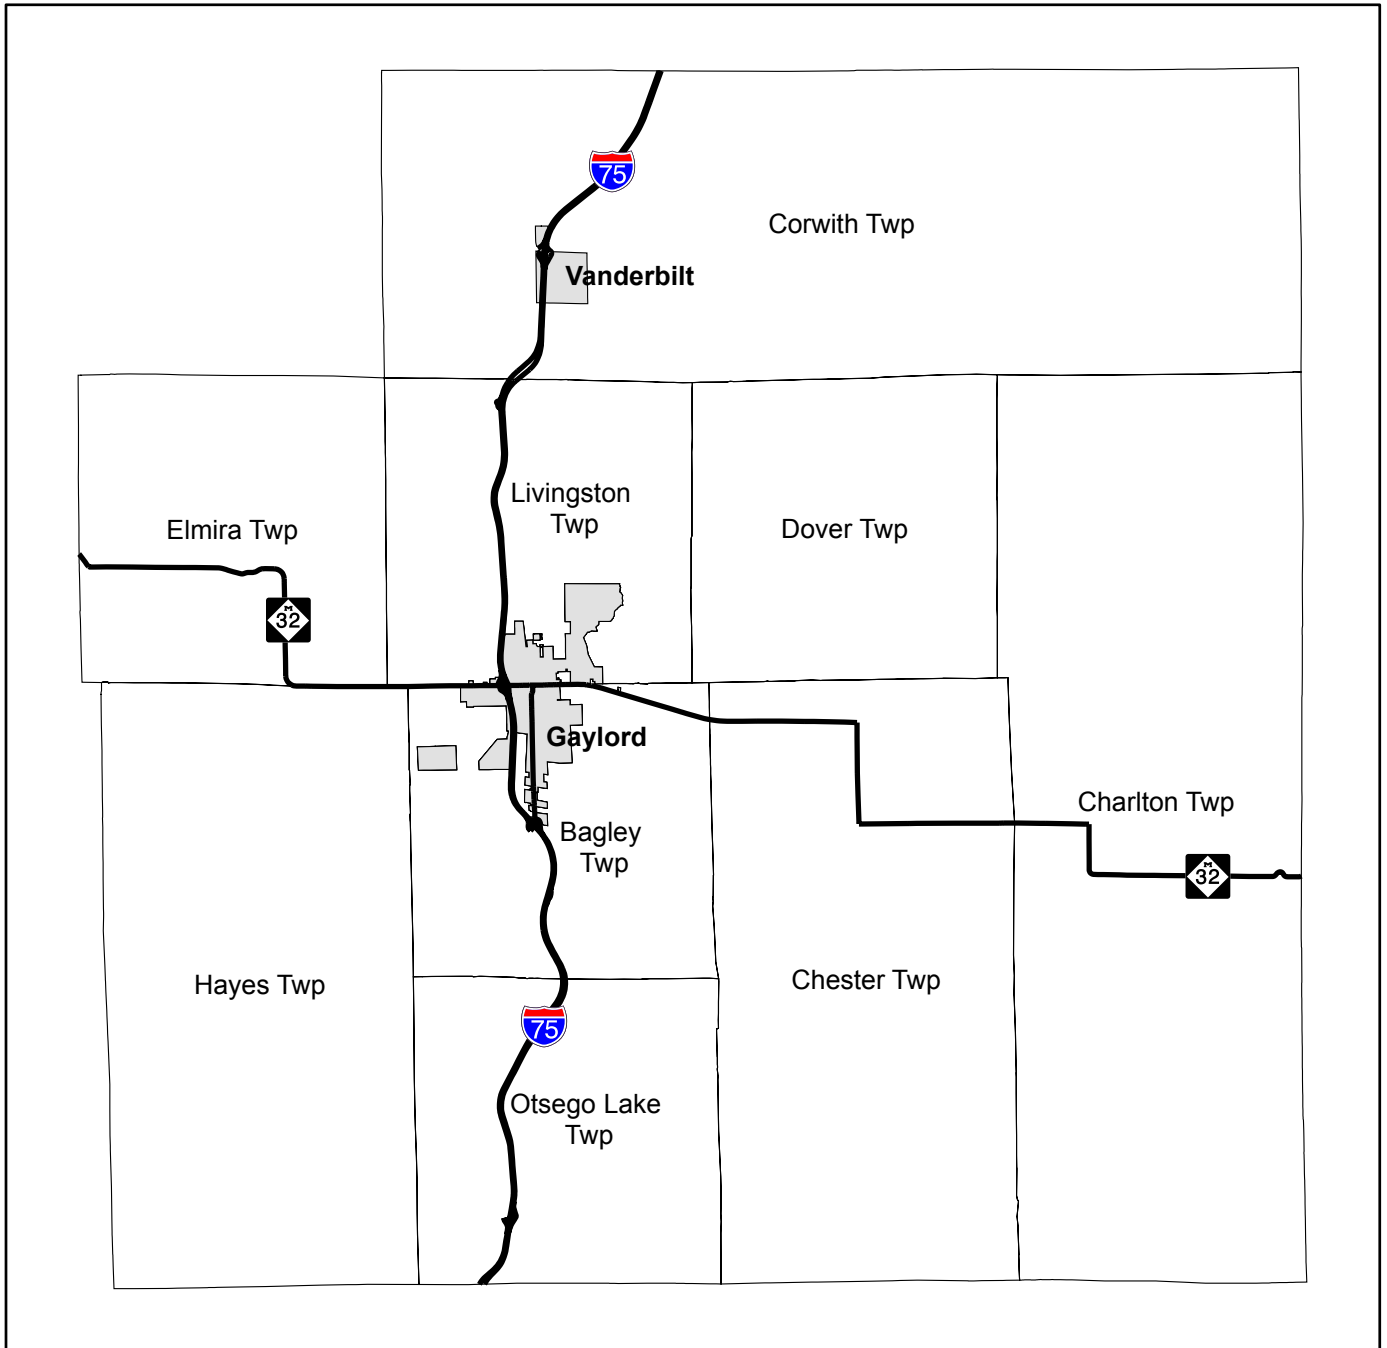 75
Corwith Twp
Vanderbilt
Livingston
Twp
Elmira Twp
Dover Twp
M
32
Gaylord
Charlton Twp
Bagley
Twp
M
32
Hayes Twp
Chester Twp
75
Otsego Lake
Twp